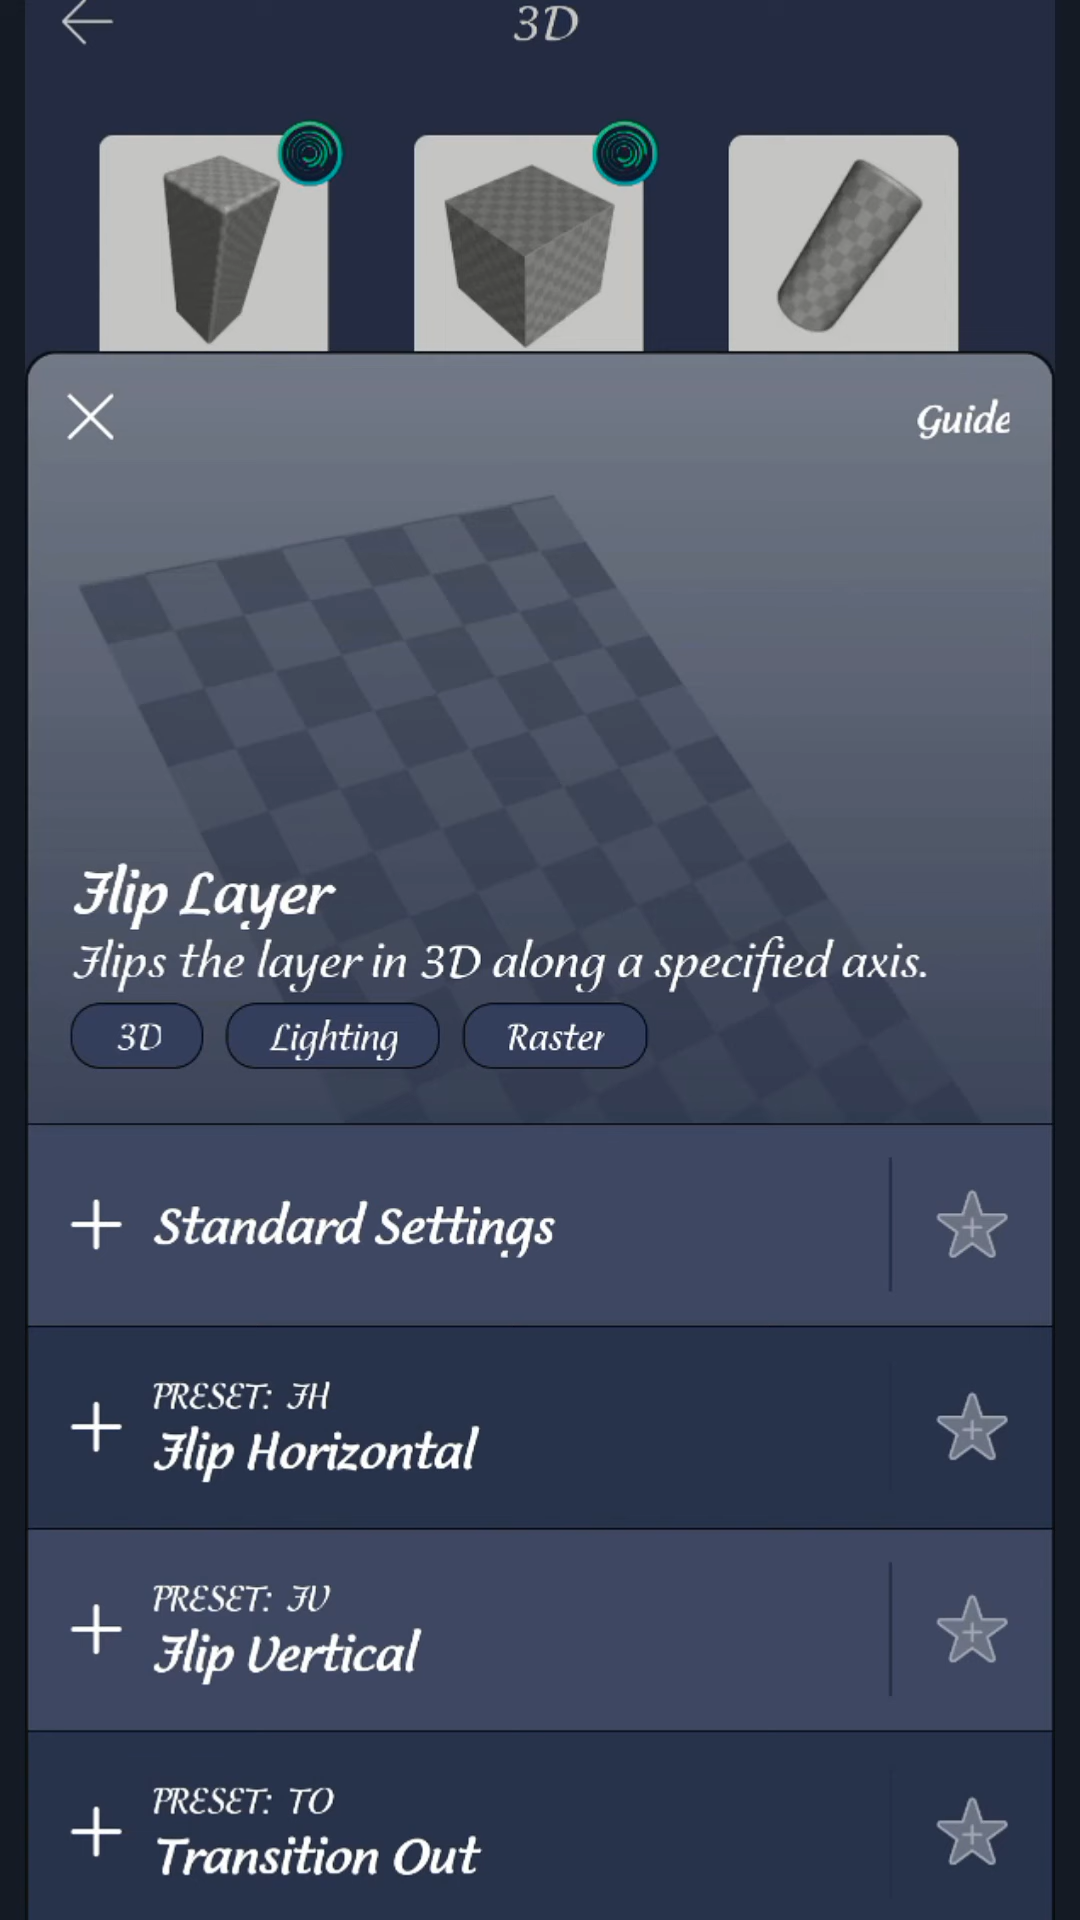 3D
Guide
Flip Layer
Flips the layer in 3D along a specified axis.
3D
Lighting
Raster
Standard Settings
PRESET: FH
Flip Horizontal
PRESET: FV
Flip Vertical
PRESET: TO
Transition Out